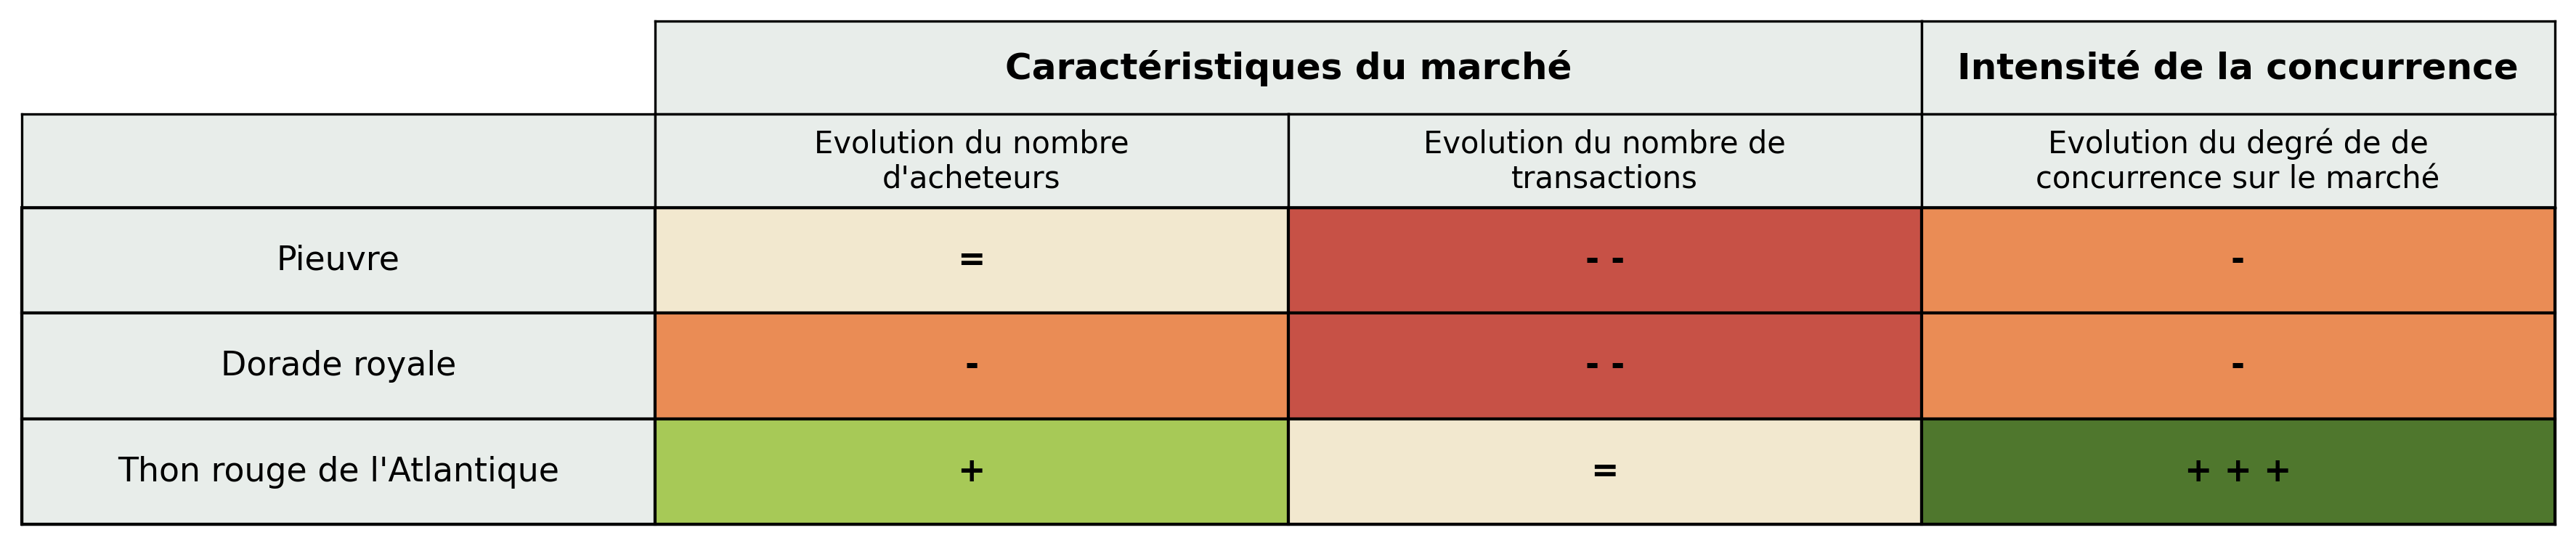 Caractéristiques du marché
Intensité de la concurrence
Evolution du nombre
d'acheteurs
Evolution du nombre de
transactions
Evolution du degré de de
concurrence sur le marché
Pieuvre
=
- -
-
Dorade royale
-
- -
-
Thon rouge de l'Atlantique
+
=
+ + +